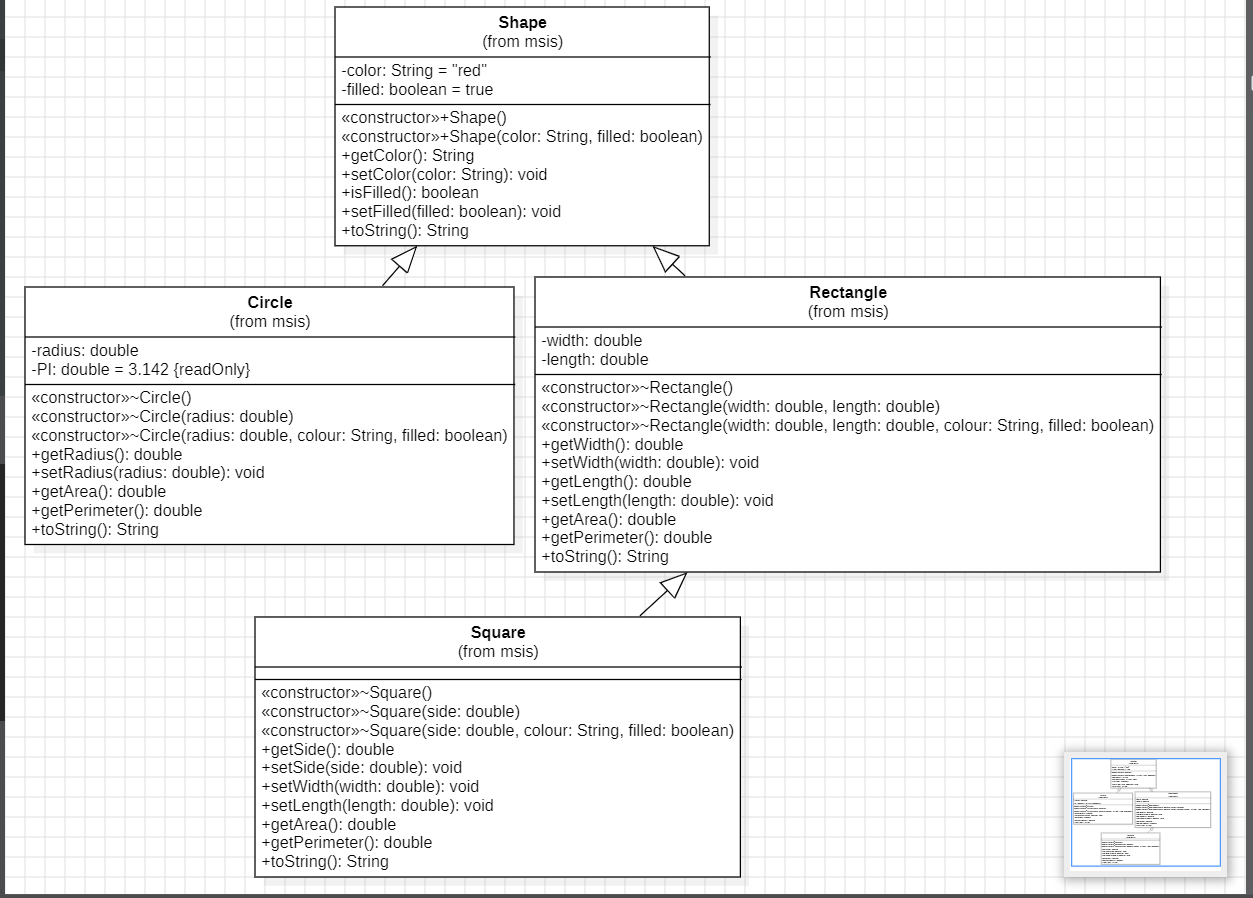 Shape
(from msis)
-color: String = "red"
-filled: boolean = true
«constructor»+Shape()
«constructor»+Shape(color: String, filled: boolean)
+getColor(): String
+setColor(color: String): void
+isFilled(): boolean
+setFilled(filled: boolean): void
+toString(): String
Circle
(from msis)
-radius: double
-PI: double = 3.142 {readOnly}
«constructor»~Circle()
«constructor»~Circle(radius: double)
«constructor»~Circle(radius: double, colour: String, filled: boolean)
+getRadius(): double
+setRadius(radius: double): void
+getArea(): double
+getPerimeter(): double
+toString(): String
Rectangle
(from msis)
-width: double
-length: double
«constructor»~Rectangle()
«constructor»~Rectangle(width: double, length: double)
«constructor»~Rectangle(width: double, length: double, colour: String, filled: boolean)
+getWidth(): double
+setWidth(width: double): void
+getLength(): double
+setLength(length: double): void
+getArea(): double
+getPerimeter(): double
+toString(): String
Square
(from msis)
«constructor»~Square()
«constructor»~Square(side: double)
«constructor»~Square(side: double, colour: String, filled: boolean)
+getSide(): double
+setSide(side: double): void
+setWidth(width: double): void
+setLength(length: double): void
+getArea(): double
+getPerimeter(): double
+toString(): String